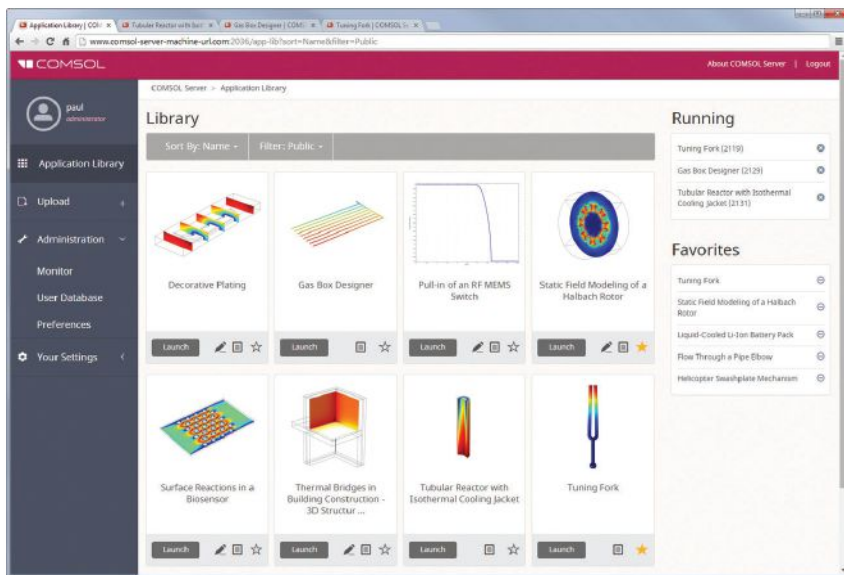 Application Library | COM
Tubular Reactor with Isot
Gas Box Designer | COMS
Tuning Fork | COMSOL Se
www.comsol-server-machine-url.com:2036/app-lib?sort=Name&filter=Public
COMSOL
About COMSOL Server | Logout
paul
administrator
COMSOL Server > Application Library
Application Library
Upload
Administration
Monitor
User Database
Preferences
Your Settings
Library
Sort By: Name
Filter: Public
Decorative Plating
Gas Box Designer
Pull-in of an RF MEMS
Switch
Static Field Modeling of a
Halbach Rotor
Launch
Launch
Launch
Launch
Surface Reactions in a
Biosensor
Thermal Bridges in
Building Construction -
3D Structur ...
Tubular Reactor with
Isothermal Cooling Jacket
Tuning Fork
Launch
Launch
Launch
Launch
Running
Tuning Fork (2119)
Gas Box Designer (2129)
Tubular Reactor with Isothermal
Cooling Jacket (2131)
Favorites
Tuning Fork
Static Field Modeling of a Halbach
Rotor
Liquid-Cooled Li-Ion Battery Pack
Flow Through a Pipe Elbow
Helicopter Swashplate Mechanism